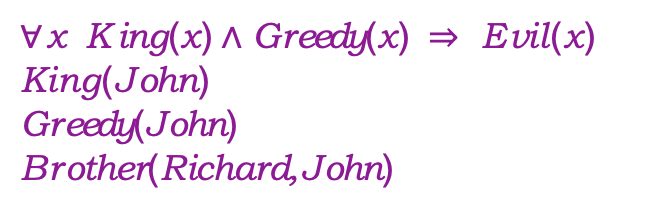 ∀x King(x) ∧ Greedy(x) ⇒ Evil(x)
King(John)
Greedy(John)
Brother(Richard,John)